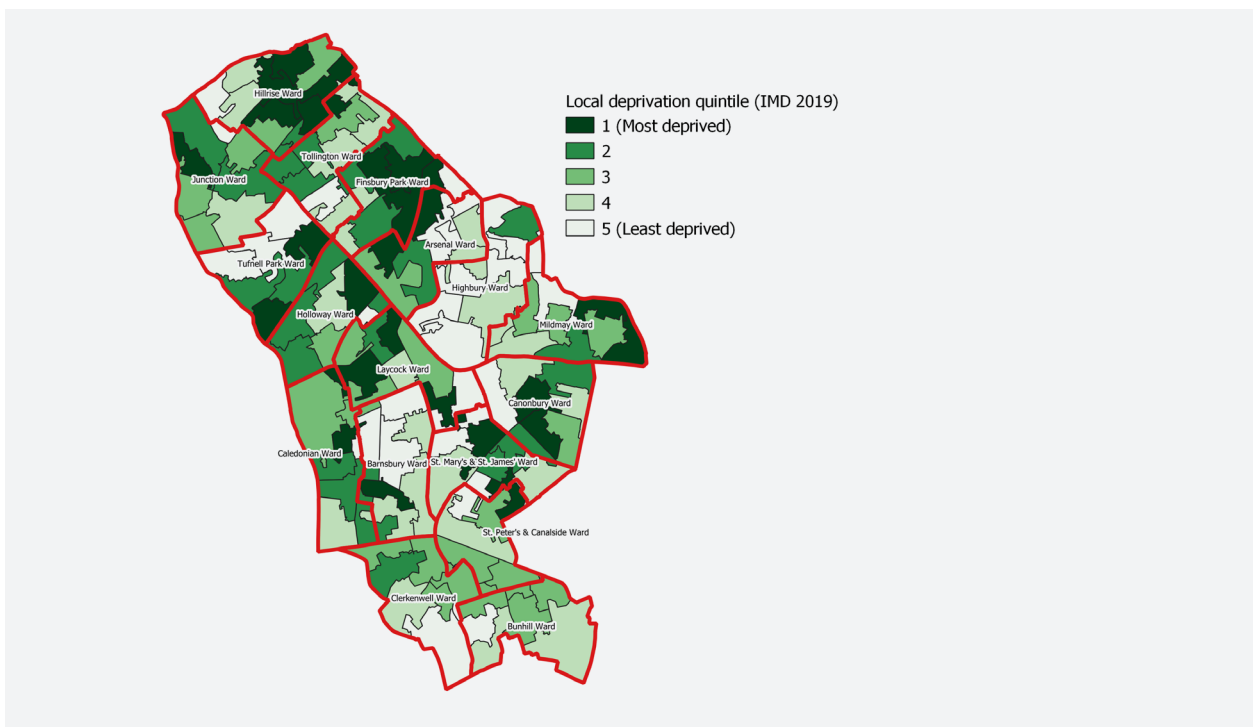 Local deprivation quintile (IMD 2019)
1 (Most deprived)
2
3
4
5 (Least deprived)
Hillrise Ward
Tollington Ward
Junction Ward
Finsbury Park Ward
Arsenal Ward
Tufnell Park Ward
Highbury Ward
Holloway Ward
Mildmay Ward
Laycock Ward
Canonbury Ward
Caledonian Ward
Barnsbury Ward
St. Mary's & St. James' Ward
St. Peter's & Canalside Ward
Clerkenwell Ward
Bunhill Ward